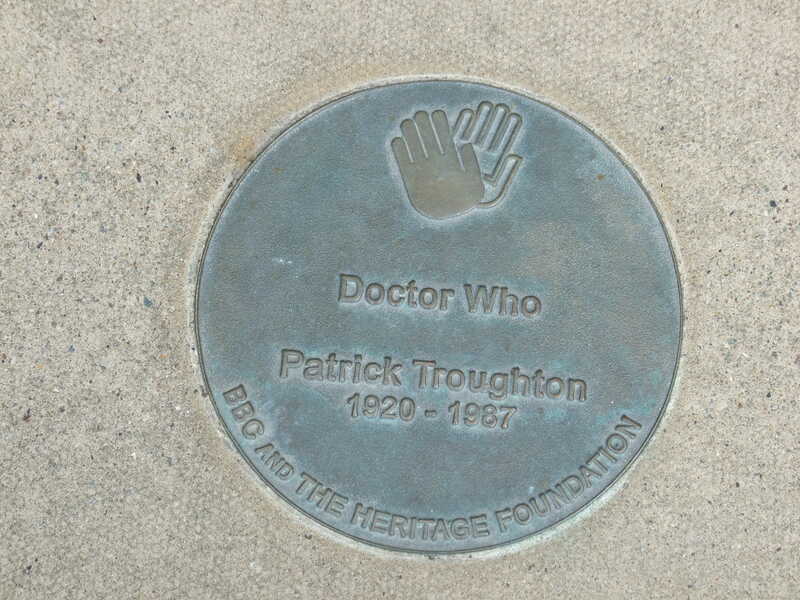 Doctor Who
Patrick Troughton
1920 - 1987
BBC AND THE HERITAGE FOUNDATION